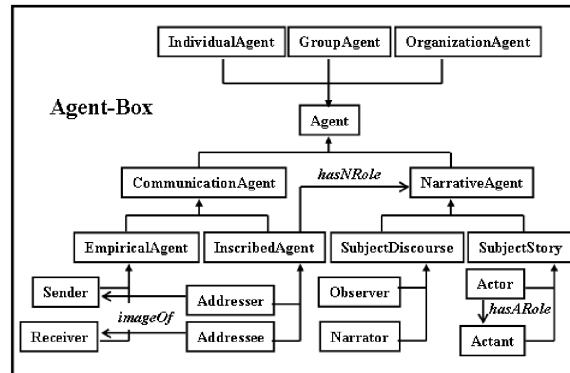 IndividualAgent GroupAgent OrganizationAgent
Agent-Box
Agent
hasNRole
CommunicationAgent NarrativeAgent
EmpiricalAgent InscribedAgent SubjectDiscourse SubjectStory
Sender Addresser Observer Actor
imageOf hasARole
Receiver Addressee Narrator Actant